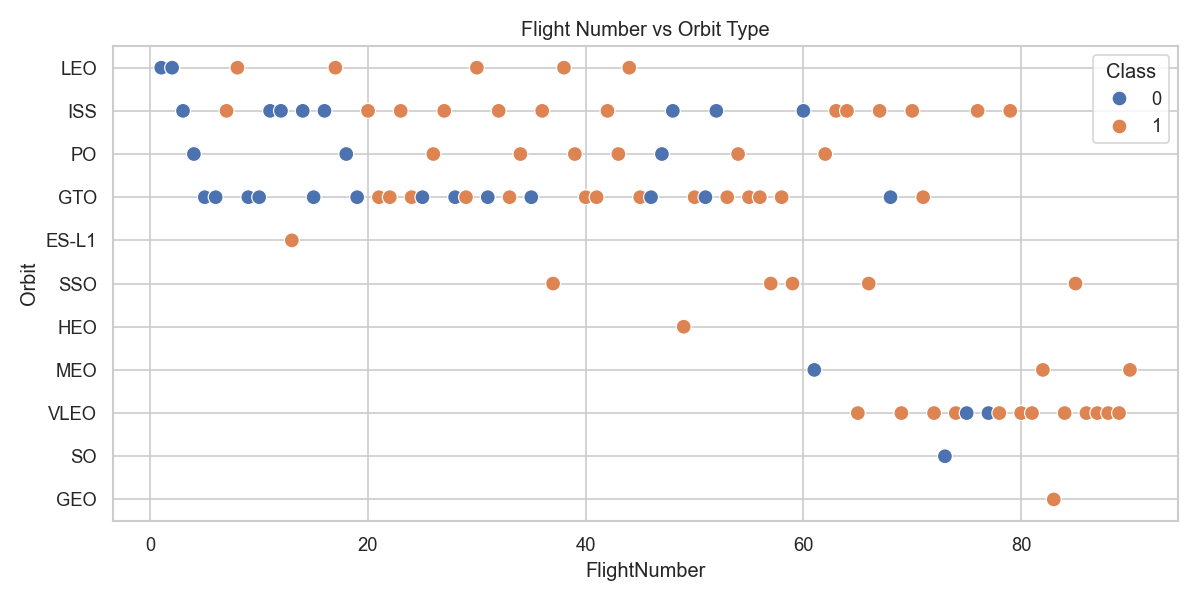 Flight Number vs Orbit Type
Orbit
LEO
ISS
PO
GTO
ES-L1
SSO
HEO
MEO
VLEO
SO
GEO
Class
0
1
0
20
40
60
80
FlightNumber